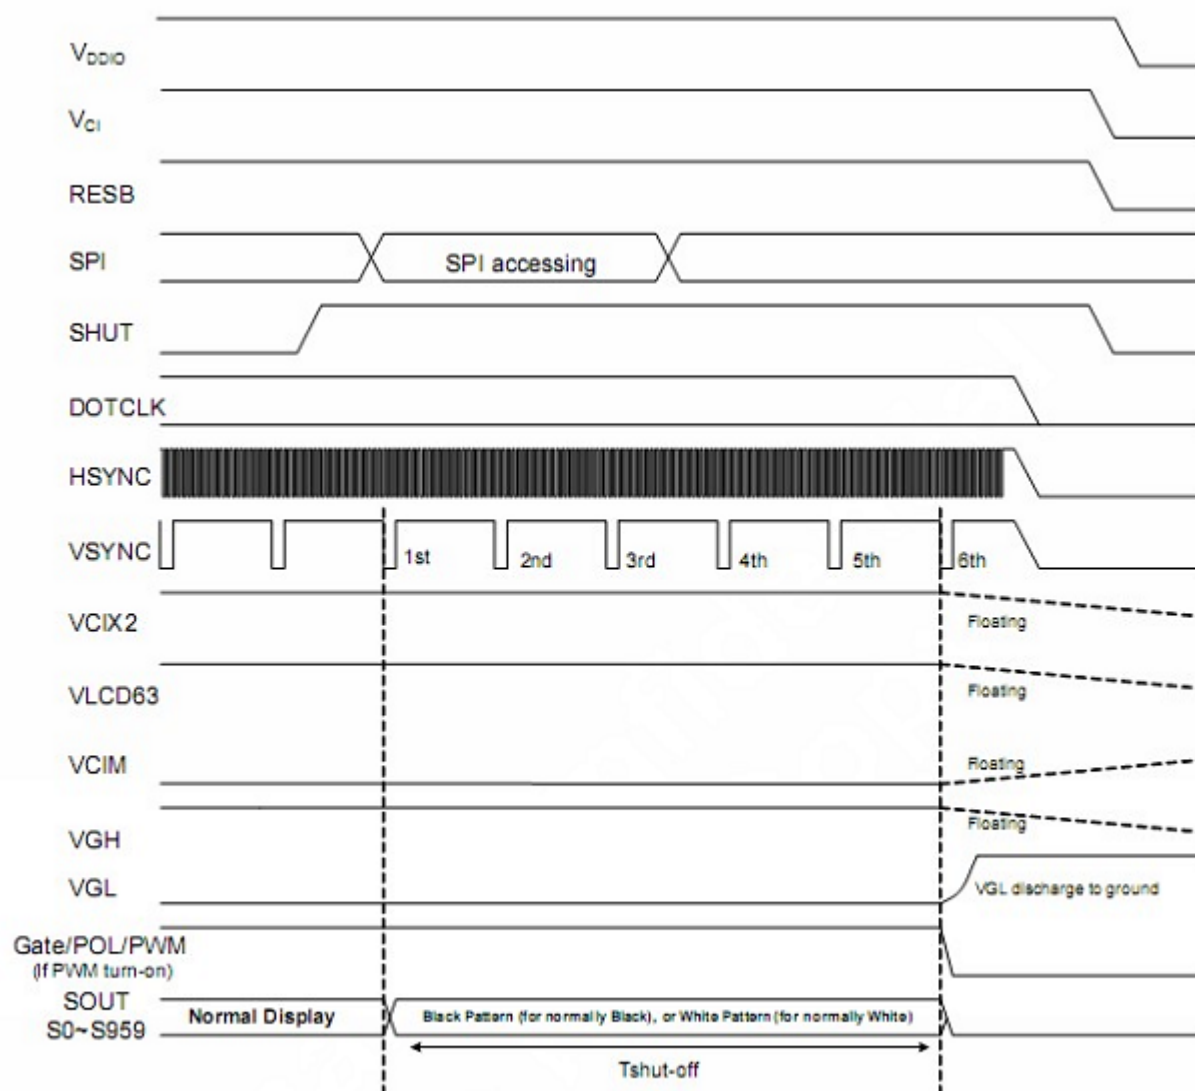 VDDIO
VCI
RESB
SPI
SPI accessing
SHUT
DOTCLK
HSYNC
VSYNC
1st 2nd 3rd 4th 5th 6th
VCIX2
Floating
VLCD63
Floating
VCIM
Floating
VGH
Floating
VGL
VGL discharge to ground
Gate/POL/PWM
(If PWM turn-on)
SOUT
S0~S959
Normal Display
Black Pattern (for normally Black), or White Pattern (for normally White)
Tshut-off